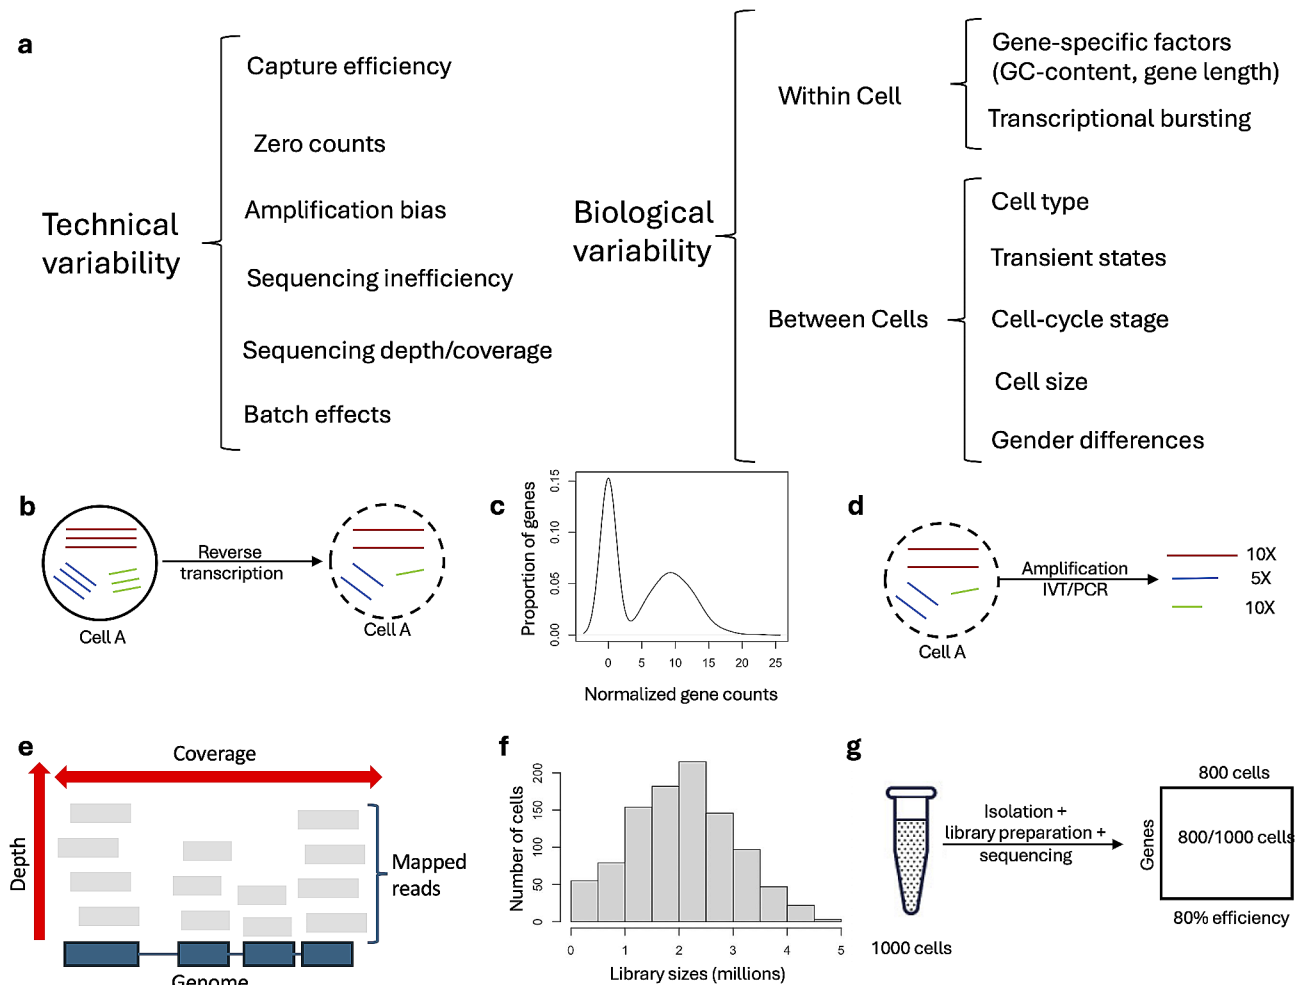 a
Technical
variability
Capture efficiency
Zero counts
Amplification bias
Sequencing inefficiency
Sequencing depth/coverage
Batch effects
Biological
variability
Within Cell
Gene-specific factors
(GC-content, gene length)
Transcriptional bursting
Between Cells
Cell type
Transient states
Cell-cycle stage
Cell size
Gender differences
b
Reverse
transcription
Cell A
Cell A
c
Proportion of genes
0.15
0.10
0.05
0.00
0 5 10 15 20 25
Normalized gene counts
d
Cell A
Amplification
IVT/PCR
10X
5X
10X
e
Coverage
Depth
Mapped
reads
Genome
f
Number of cells
200
150
100
50
0
0 1 2 3 4 5
Library sizes (millions)
g
1000 cells
Isolation +
library preparation +
sequencing
800 cells
Genes
800/1000 cells
80% efficiency